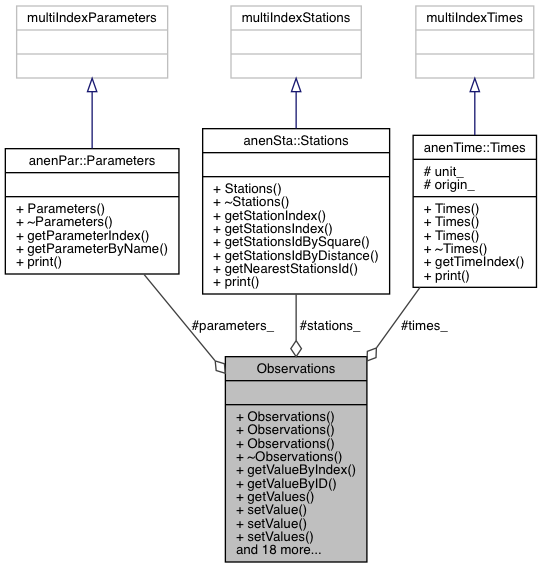 multiIndexParameters
multiIndexStations
multiIndexTimes
anenPar::Parameters
+ Parameters()
+ ~Parameters()
+ getParameterIndex()
+ getParameterByName()
+ print()
anenSta::Stations
+ Stations()
+ ~Stations()
+ getStationIndex()
+ getStationsIndex()
+ getStationsIdBySquare()
+ getStationsIdByDistance()
+ getNearestStationsId()
+ print()
anenTime::Times
# unit_
# origin_
+ Times()
+ Times()
+ Times()
+ ~Times()
+ getTimeIndex()
+ print()
#parameters_
#stations_
#times_
Observations
+ Observations()
+ Observations()
+ Observations()
+ ~Observations()
+ getValueByIndex()
+ getValueByID()
+ getValues()
+ setValue()
+ setValue()
+ setValues()
and 18 more...